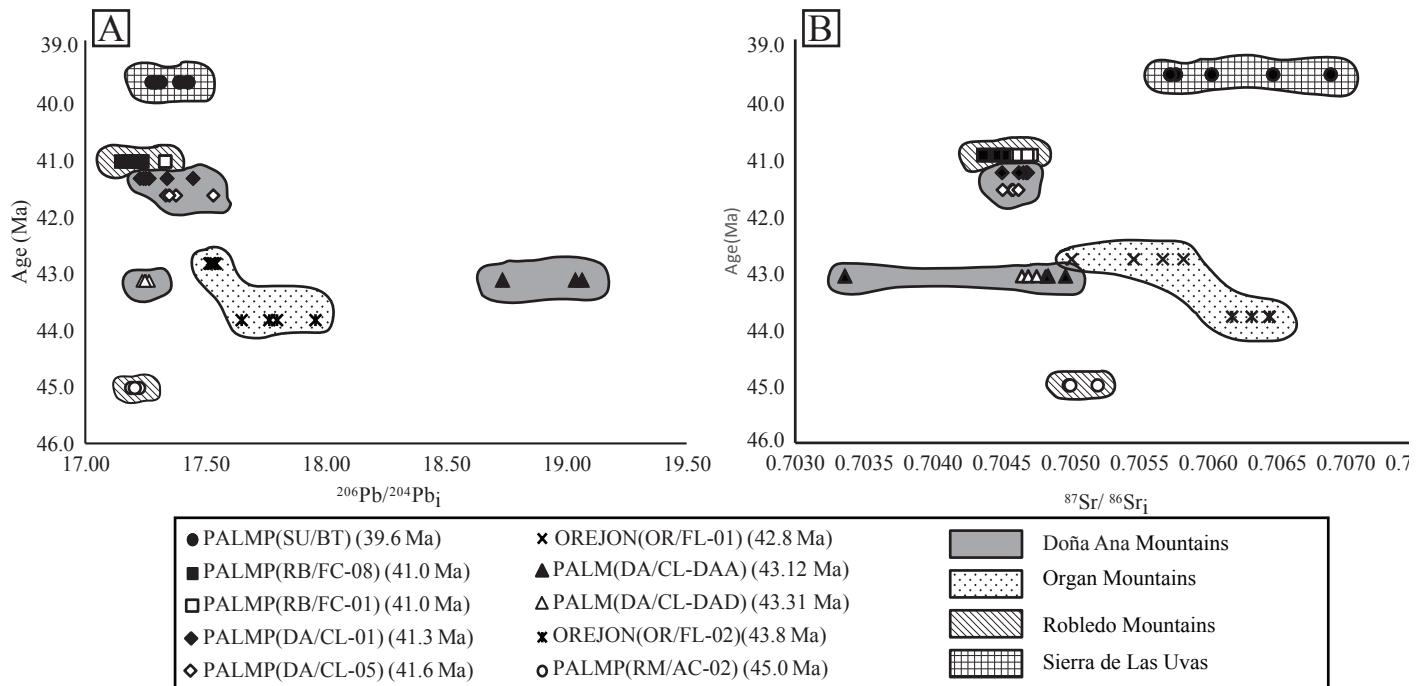 A
39.0
40.0
41.0
42.0
43.0
44.0
45.0
46.0
Age (Ma)
17.00 17.50 18.00 18.50 19.00 19.50
206Pb/204Pbi
B
39.0
40.0
41.0
42.0
43.0
44.0
45.0
46.0
Age(Ma)
0.7030 0.7035 0.7040 0.7045 0.7050 0.7055 0.7060 0.7065 0.7070 0.7
87Sr/ 86Sri
PALMP(SU/BT) (39.6 Ma)
PALMP(RB/FC-08) (41.0 Ma)
PALMP(RB/FC-01) (41.0 Ma)
PALMP(DA/CL-01) (41.3 Ma)
PALMP(DA/CL-05) (41.6 Ma)
OREJON(OR/FL-01) (42.8 Ma)
PALM(DA/CL-DAA) (43.12 Ma)
PALM(DA/CL-DAD) (43.31 Ma)
OREJON(OR/FL-02)(43.8 Ma)
PALMP(RM/AC-02) (45.0 Ma)
Doña Ana Mountains
Organ Mountains
Robledo Mountains
Sierra de Las Uvas